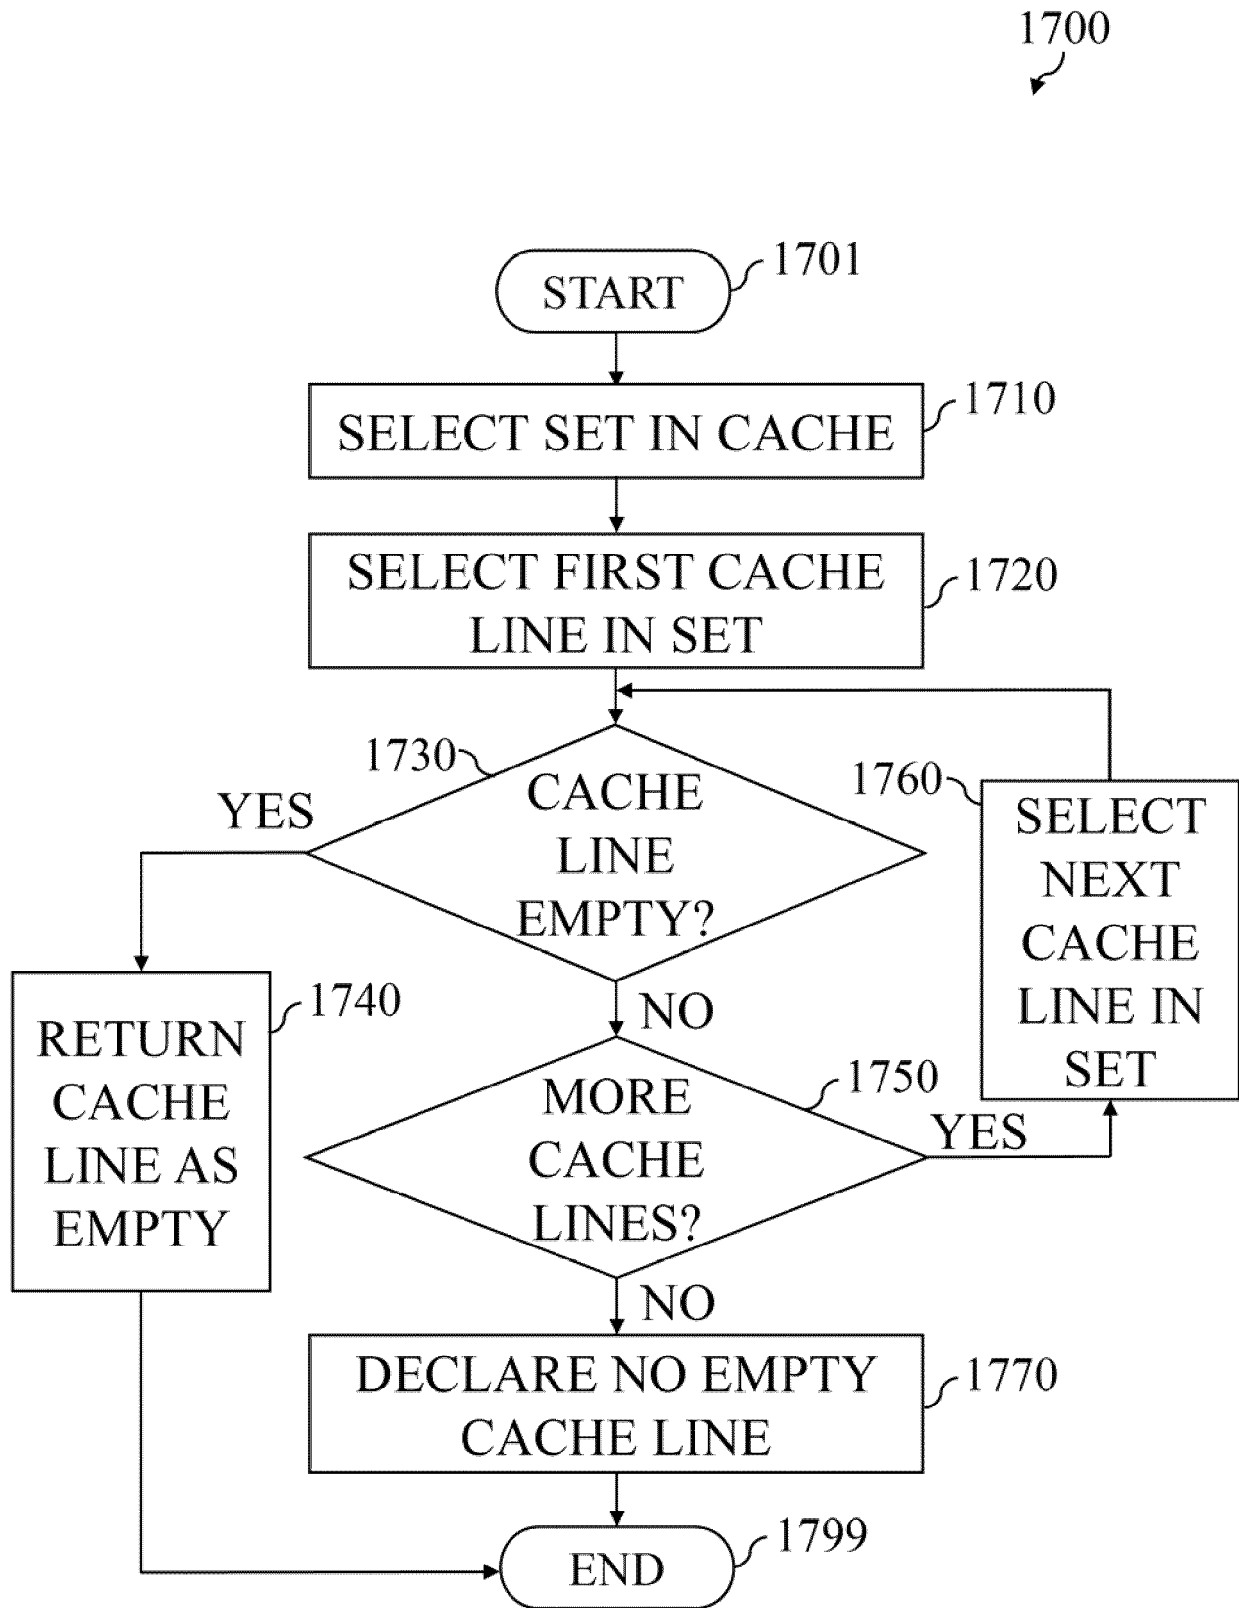 1700
START
1701
SELECT SET IN CACHE
1710
SELECT FIRST CACHE
LINE IN SET
1720
1730
CACHE
LINE
EMPTY?
YES
NO
1760
SELECT
NEXT
CACHE
LINE IN
SET
1740
RETURN
CACHE
LINE AS
EMPTY
1750
MORE
CACHE
LINES?
YES
NO
DECLARE NO EMPTY
CACHE LINE
1770
END
1799